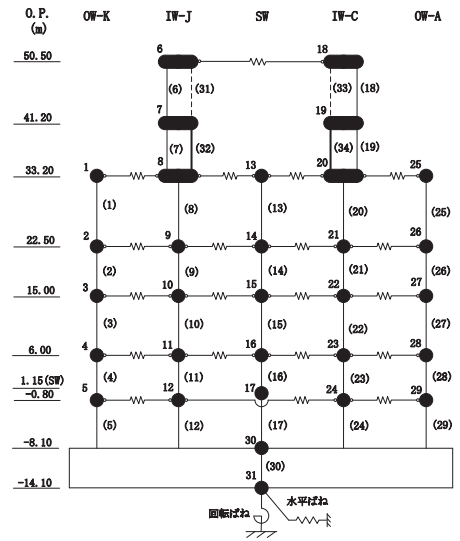 O.P. OW-K IW-J SW IW-C OW-A
(m)
6 18
50.50
(6) (31) (33) (18)
7 19
41.20
(7) (32) (34) (19)
1 8 13 20 25
33.20
(1) (8) (13) (20) (25)
2 9 14 21 26
22.50
(2) (9) (14) (21) (26)
3 10 15 22 27
15.00
(3) (10) (15) (22) (27)
4 11 16 23 28
6.00
(4) (11) (16) (23) (28)
1.15(SW)
5 12 17 24 29
-0.80
(5) (12) (17) (24) (29)
30
-8.10
(30)
31
-14.10
水平ばね
回転ばね